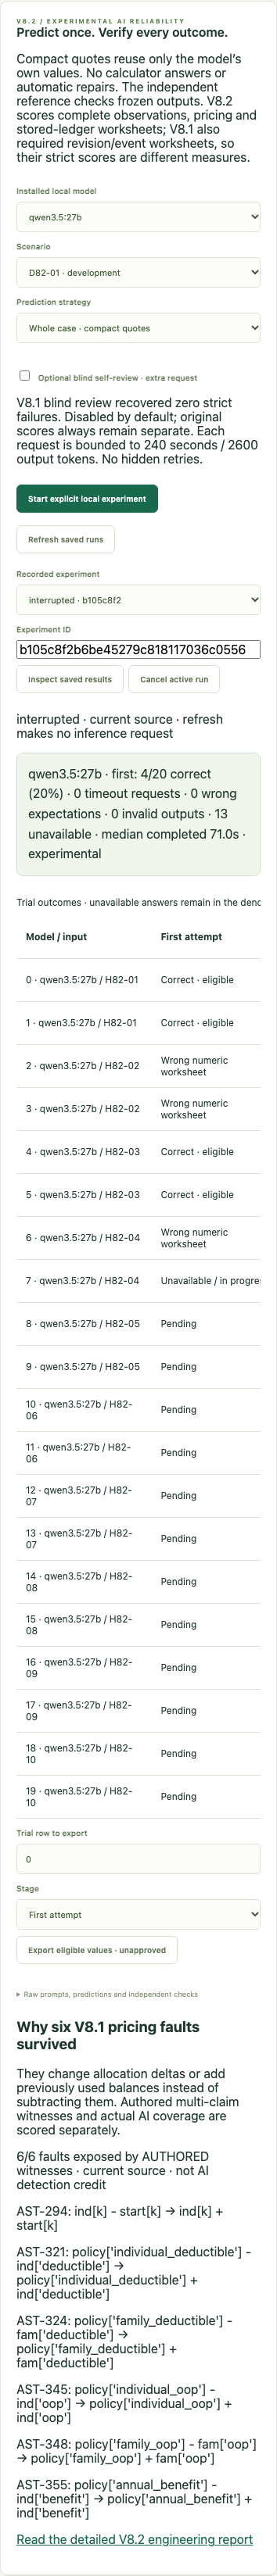 V8.2 / EXPERIMENTAL AI RELIABILITY
Predict once. Verify every outcome.
Compact quotes reuse only the model's
own values. No calculator answers or
automatic repairs. The independent
reference checks frozen outputs. V8.2
scores complete observations, pricing and
stored-ledger worksheets; V8.1 also
required revision/event worksheets, so
their strict scores are different measures.
Installed local model
qwen3.5:27b
Scenario
D82-01 · development
Prediction strategy
Whole case · compact quotes
Optional blind self-review · extra request
V8.1 blind review recovered zero strict
failures. Disabled by default; original
scores always remain separate. Each
request is bounded to 240 seconds / 2600
output tokens. No hidden retries.
Start explicit local experiment
Refresh saved runs
Recorded experiment
interrupted · b105c8f2
Experiment ID
b105c8f2b6be45279c818117036c0556
Inspect saved results
Cancel active run
interrupted · current source · refresh
makes no inference request
qwen3.5:27b · first: 4/20 correct
(20%) · 0 timeout requests · 0 wrong
expectations · 0 invalid outputs · 13
unavailable · median completed 71.0s ·
experimental
Trial outcomes · unavailable answers remain in the deno
Model / input First attempt
0 · qwen3.5:27b / H82-01 Correct · eligible
1 · qwen3.5:27b / H82-01 Correct · eligible
2 · qwen3.5:27b / H82-02 Wrong numeric
worksheet
3 · qwen3.5:27b / H82-02 Wrong numeric
worksheet
4 · qwen3.5:27b / H82-03 Correct · eligible
5 · qwen3.5:27b / H82-03 Correct · eligible
6 · qwen3.5:27b / H82-04 Wrong numeric
worksheet
7 · qwen3.5:27b / H82-04 Unavailable / in progres
8 · qwen3.5:27b / H82-05 Pending
9 · qwen3.5:27b / H82-05 Pending
10 · qwen3.5:27b / H82-
06 Pending
11 · qwen3.5:27b / H82-
06 Pending
12 · qwen3.5:27b / H82-
07 Pending
13 · qwen3.5:27b / H82-
07 Pending
14 · qwen3.5:27b / H82-
08 Pending
15 · qwen3.5:27b / H82-
08 Pending
16 · qwen3.5:27b / H82-
09 Pending
17 · qwen3.5:27b / H82-
09 Pending
18 · qwen3.5:27b / H82-
10 Pending
19 · qwen3.5:27b / H82-
10 Pending
Trial row to export
0
Stage
First attempt
Export eligible values · unapproved
Raw prompts, predictions and independent checks
Why six V8.1 pricing faults
survived
They change allocation deltas or add
previously used balances instead of
subtracting them. Authored multi-claim
witnesses and actual AI coverage are
scored separately.
6/6 faults exposed by AUTHORED
witnesses · current source · not AI
detection credit
AST-294: ind[k] - start[k] → ind[k] +
start[k]
AST-321: policy['individual_deductible'] -
ind['deductible'] →
policy['individual_deductible'] +
ind['deductible']
AST-324: policy['family_deductible'] -
fam['deductible'] →
policy['family_deductible'] +
fam['deductible']
AST-345: policy['individual_oop'] -
ind['oop'] → policy['individual_oop'] +
ind['oop']
AST-348: policy['family_oop'] - fam['oop']
→ policy['family_oop'] + fam['oop']
AST-355: policy['annual_benefit'] -
ind['benefit'] → policy['annual_benefit'] +
ind['benefit']
Read the detailed V8.2 engineering report